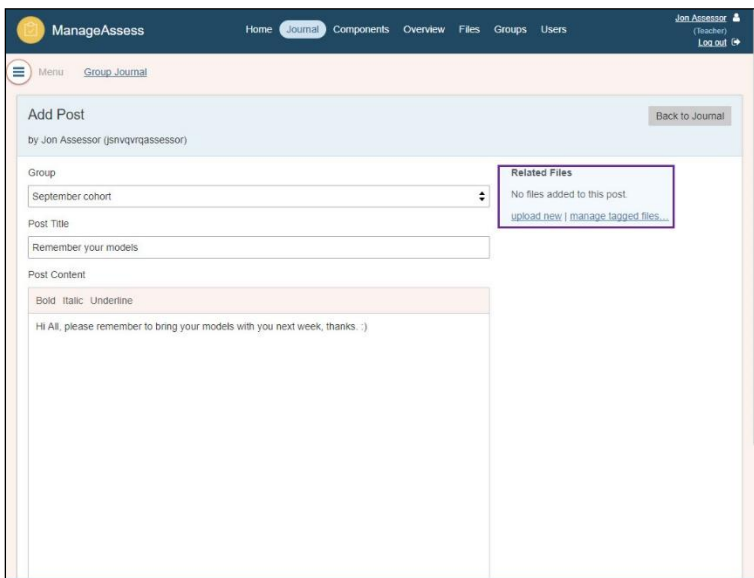 ManageAssess
Home Journal Components Overview Files Groups Users
Jon Assessor
(Teacher)
Log out
Menu Group Journal
Add Post
Back to Journal
by Jon Assessor (jsnvqvrqassessor)
Group
September cohort
Post Title
Remember your models
Post Content
Bold Italic Underline
Hi All, please remember to bring your models with you next week, thanks. :)
Related Files
No files added to this post.
upload new | manage tagged files...